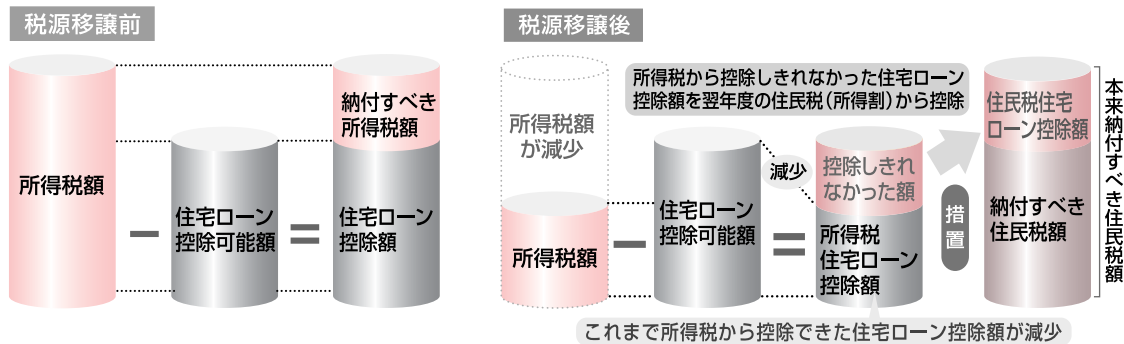 税源移譲前
所得税額
住宅ローン
控除可能額
納付すべき
所得税額
住宅ローン
控除額
税源移譲後
所得税額
が減少
所得税額
住宅ローン
控除可能額
所得税から控除しきれなかった住宅ローン
控除額を翌年度の住民税（所得割）から控除
減少
控除しきれ
なかった額
所得税
住宅ローン
控除額
措置
住民税住宅
ローン控除額
納付すべき
住民税額
本来納付すべき住民税額
これまで所得税から控除できた住宅ローン控除額が減少